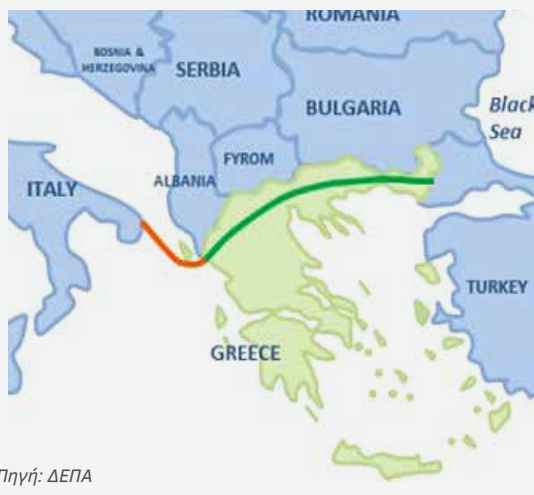 ROMANIA
BOSNIA &
HERZEGOVINA
SERBIA
BULGARIA
Black
Sea
FYROM
ALBANIA
ITALY
TURKEY
GREECE
Πηγή: ΔΕΠΑ